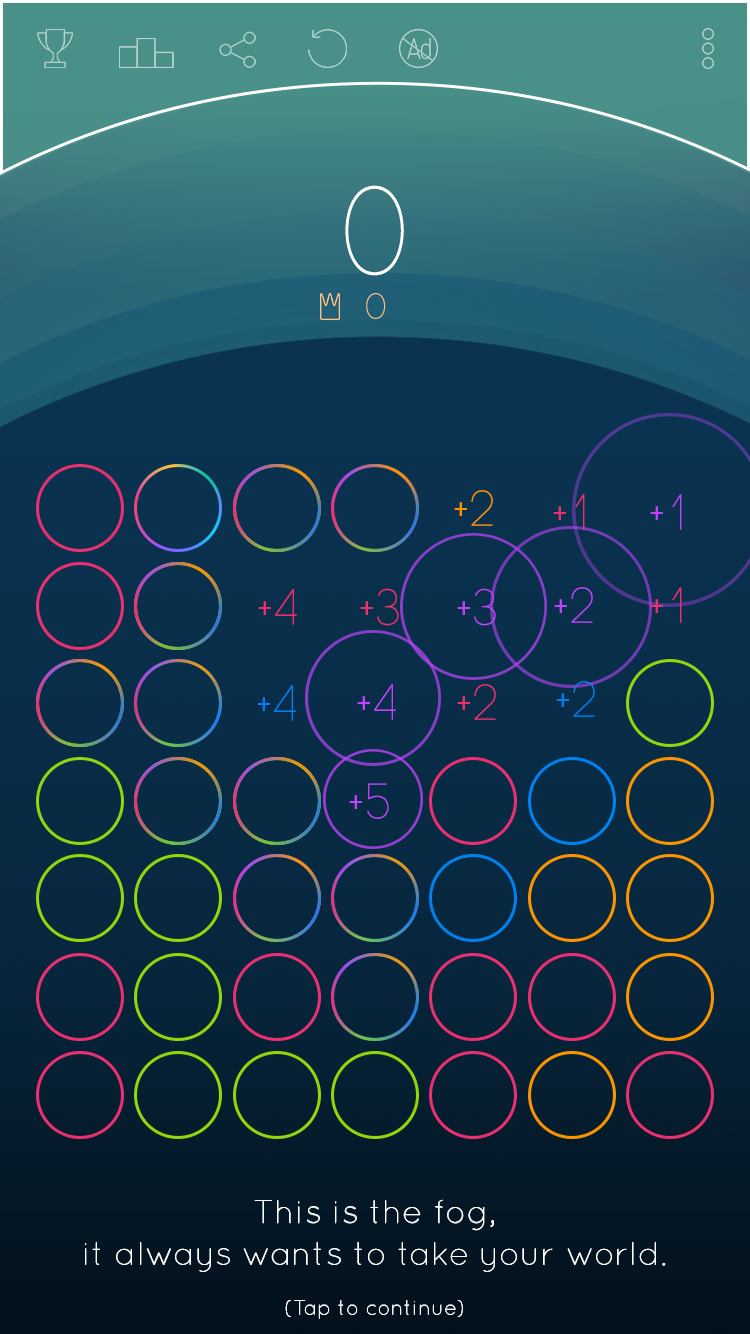 Ad
0
0
+2 +1 +1
+4 +3 +3 +2 +1
+4 +4 +2 +2
+5
This is the fog,
it always wants to take your world.
(Tap to continue)